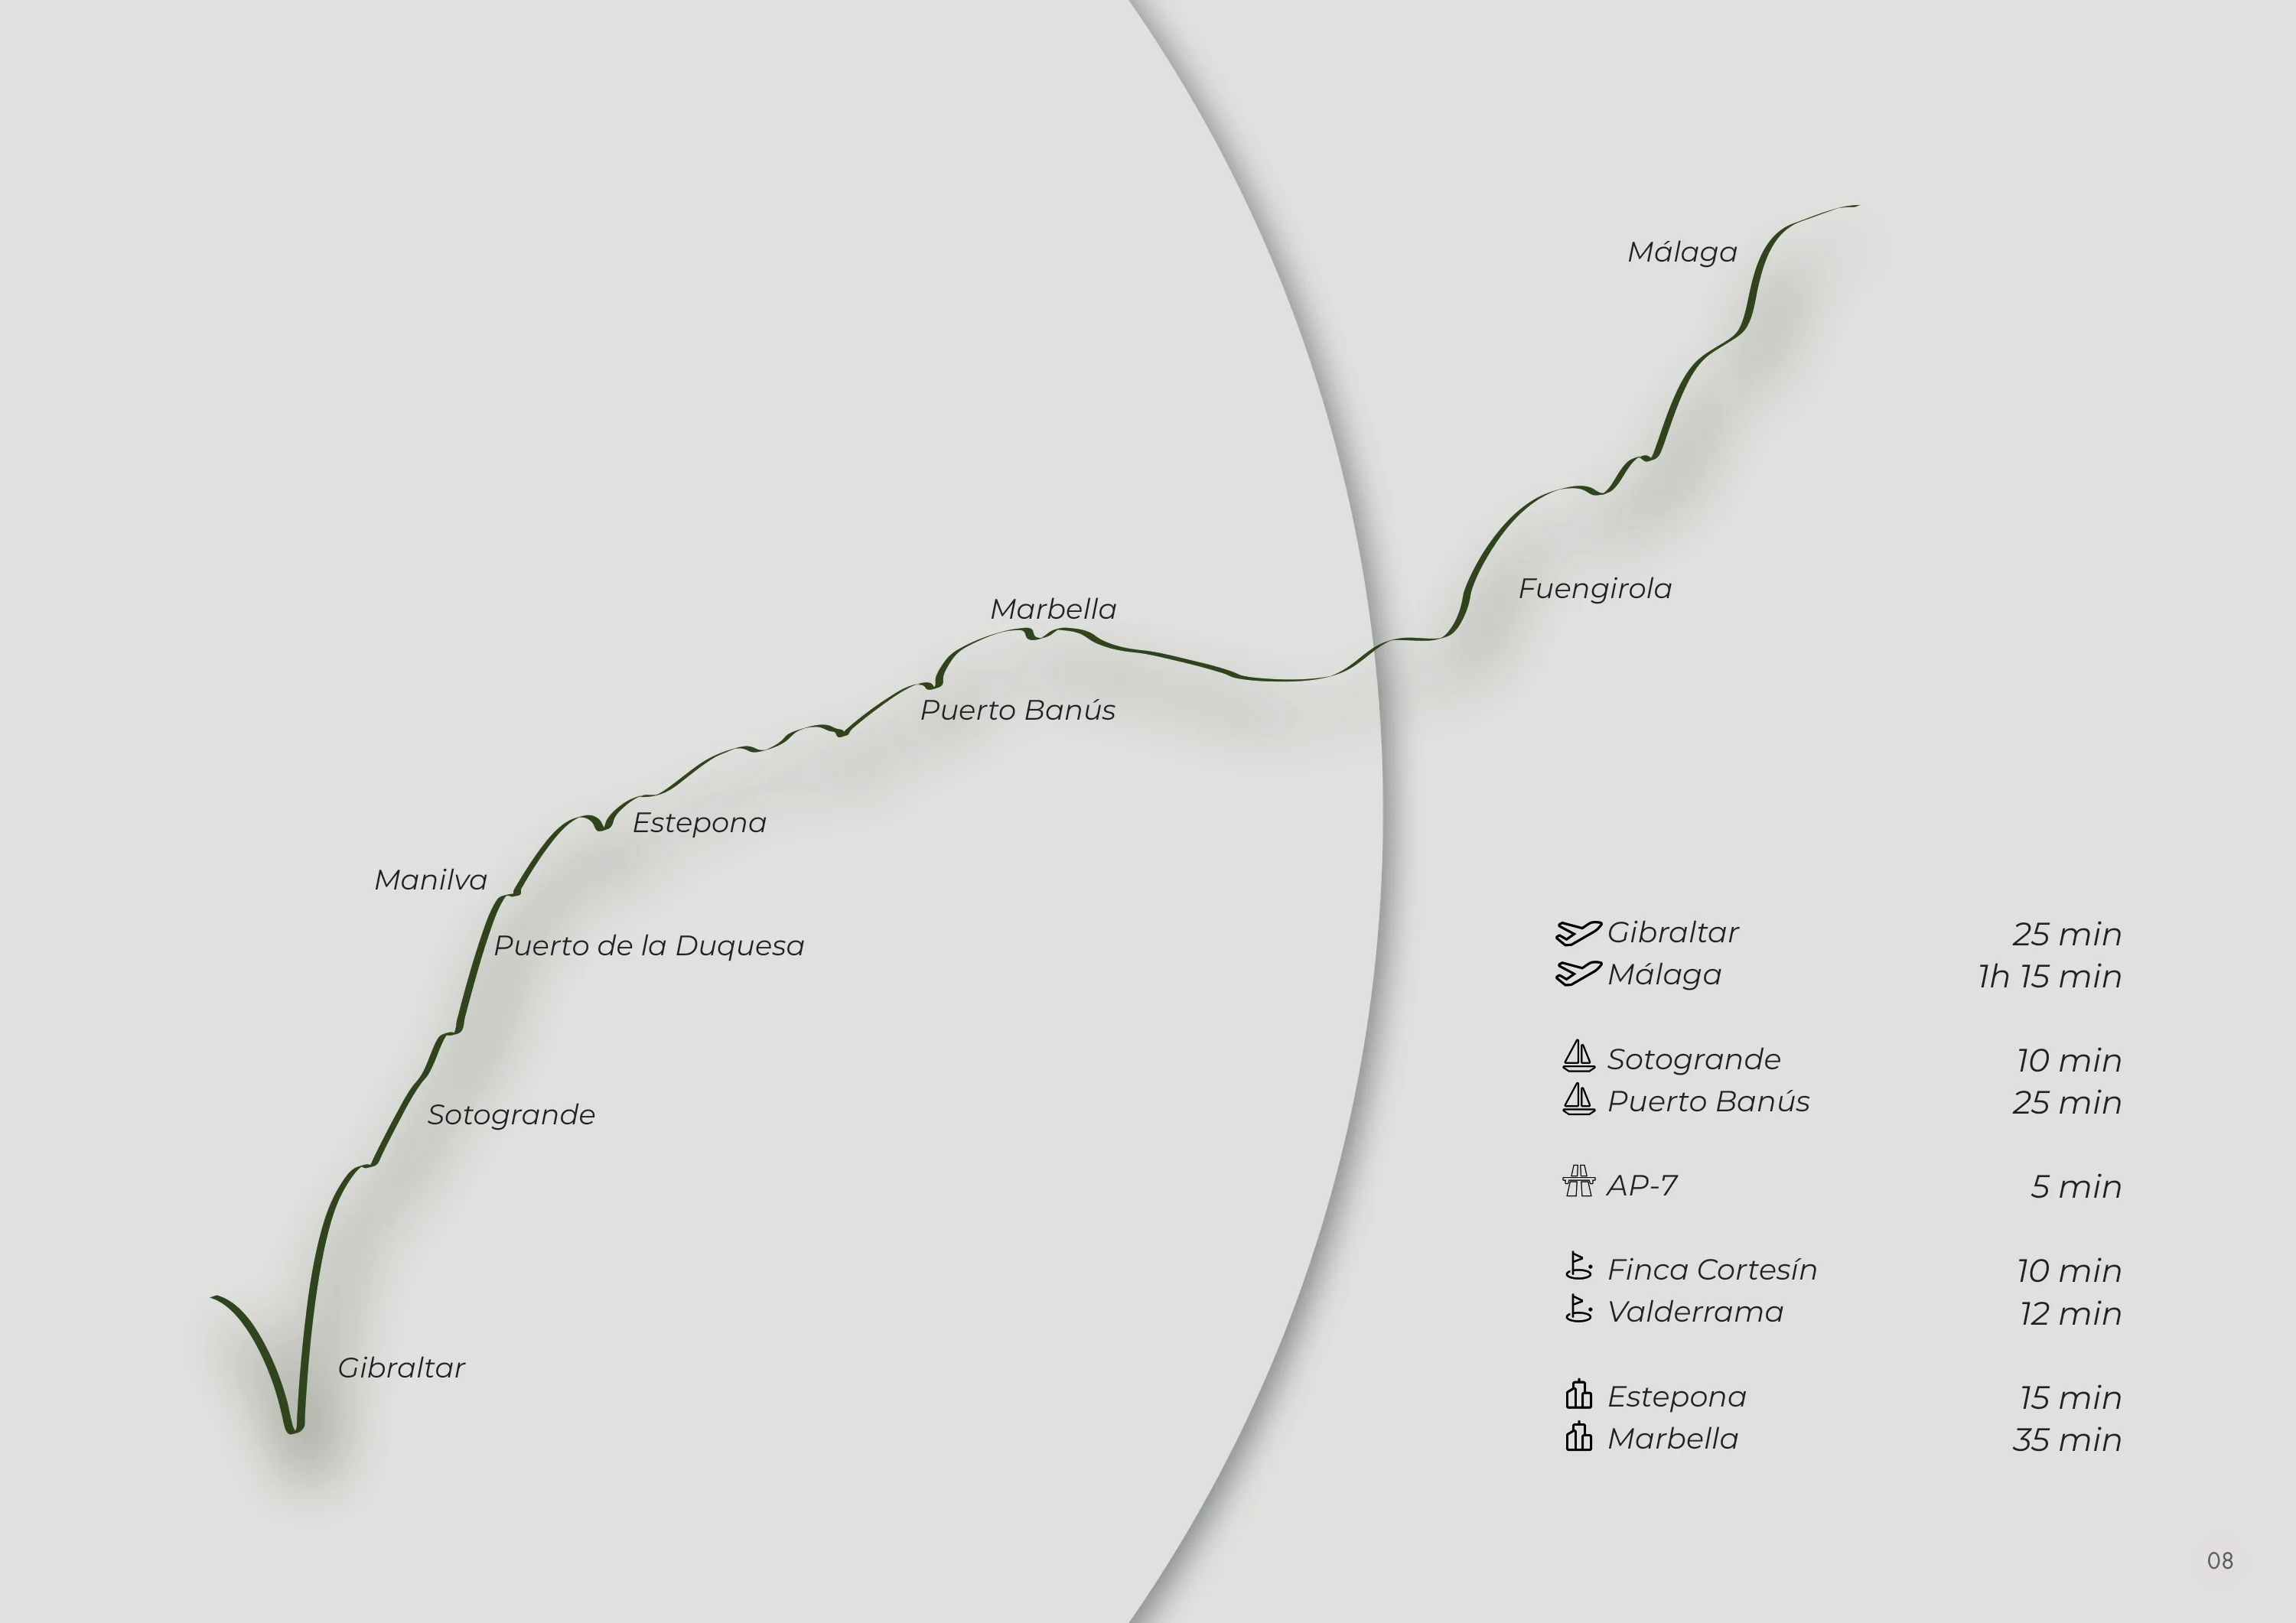 Málaga
Fuengirola
Marbella
Puerto Banús
Estepona
Manilva
Puerto de la Duquesa
Sotogrande
Gibraltar
Gibraltar 25 min
Málaga 1h 15 min
Sotogrande 10 min
Puerto Banús 25 min
AP-7 5 min
Finca Cortesín 10 min
Valderrama 12 min
Estepona 15 min
Marbella 35 min
08